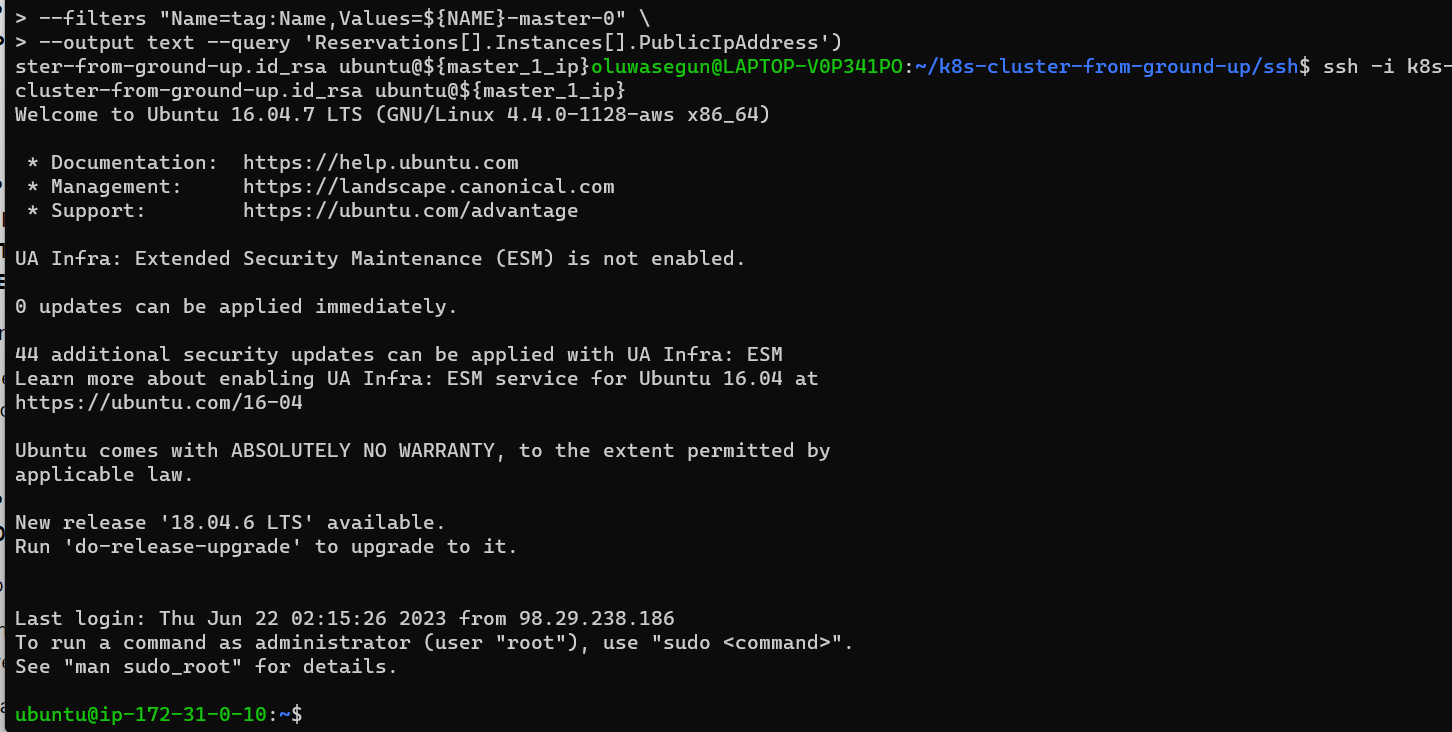 > --filters "Name=tag:Name,Values=${NAME}-master-0" \
> --output text --query 'Reservations[].Instances[].PublicIpAddress')
ster-from-ground-up.id_rsa ubuntu@${master_1_ip}oluwasegun@LAPTOP-V0P341PO:~/k8s-cluster-from-ground-up/ssh$ ssh -i k8s-
cluster-from-ground-up.id_rsa ubuntu@${master_1_ip}
Welcome to Ubuntu 16.04.7 LTS (GNU/Linux 4.4.0-1128-aws x86_64)
* Documentation:  https://help.ubuntu.com
* Management:     https://landscape.canonical.com
* Support:        https://ubuntu.com/advantage
UA Infra: Extended Security Maintenance (ESM) is not enabled.
0 updates can be applied immediately.
44 additional security updates can be applied with UA Infra: ESM
Learn more about enabling UA Infra: ESM service for Ubuntu 16.04 at
https://ubuntu.com/16-04
Ubuntu comes with ABSOLUTELY NO WARRANTY, to the extent permitted by
applicable law.
New release '18.04.6 LTS' available.
Run 'do-release-upgrade' to upgrade to it.
Last login: Thu Jun 22 02:15:26 2023 from 98.29.238.186
To run a command as administrator (user "root"), use "sudo <command>".
See "man sudo_root" for details.
ubuntu@ip-172-31-0-10:~$